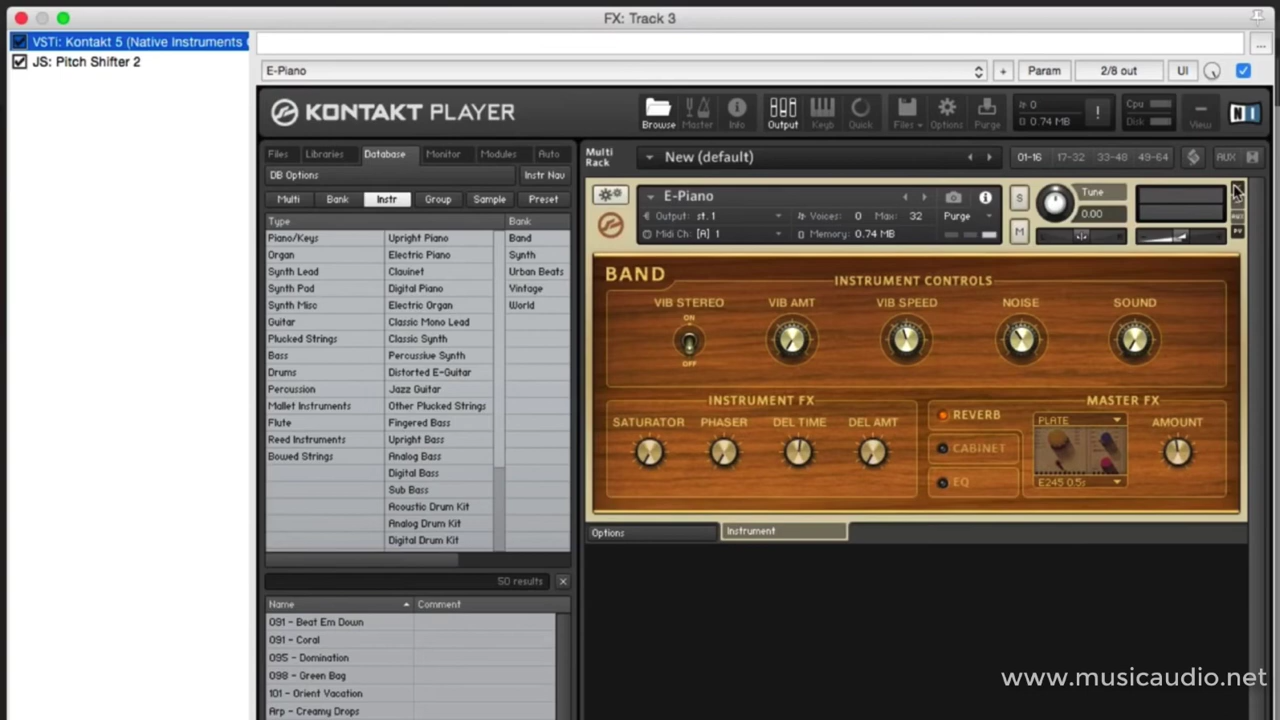 FX: Track 3
VSTi: Kontakt 5 (Native Instruments
JS: Pitch Shifter 2
...
E-Piano
+ Param 2/8 out UI
KONTAKT PLAYER
Browse Master Info Output Keyb Quick Files Options Purge
0
0.74 MB
!
Cpu
Disk
View
NI
Files Libraries Database Monitor Modules Auto
DB Options Instr Nav
Multi Bank Instr Group Sample Preset
Type Bank
Piano/Keys Upright Piano Band
Organ Electric Piano Synth
Synth Lead Clavinet Urban Beats
Synth Pad Digital Piano Vintage
Synth Misc Electric Organ World
Guitar Classic Mono Lead
Plucked Strings Classic Synth
Bass Percussive Synth
Drums Distorted E-Guitar
Percussion Jazz Guitar
Mallet Instruments Other Plucked Strings
Flute Fingered Bass
Reed Instruments Upright Bass
Bowed Strings Analog Bass
Digital Bass
Sub Bass
Acoustic Drum Kit
Analog Drum Kit
Digital Drum Kit
50 results
Name Comment
091 - Beat Em Down
091 - Coral
095 - Domination
098 - Green Bag
101 - Orient Vacation
Arp - Creamy Drops
Multi
Rack
New (default)
01-16 17-32 33-48 49-64 AUX
E-Piano
Output: st.1 Voices: 0 Max: 32 Purge
Midi Ch: [A] 1 Memory: 0.74 MB
S
M
Tune
0.00
AUX
PV
BAND
INSTRUMENT CONTROLS
VIB STEREO VIB AMT VIB SPEED NOISE SOUND
ON
OFF
INSTRUMENT FX
SATURATOR PHASER DEL TIME DEL AMT
MASTER FX
REVERB
CABINET
EQ
PLATE
E245 0.5s
AMOUNT
Options Instrument
www.musicaudio.net